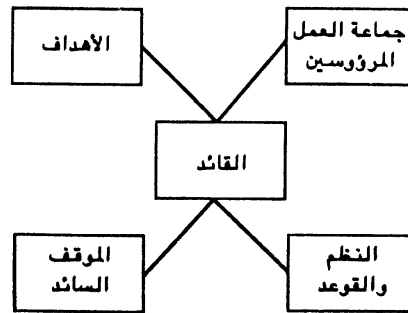 جماعة العمل
المرؤوسين
الأهداف
القائد
النظم
والقوعد
الموقف
السائد